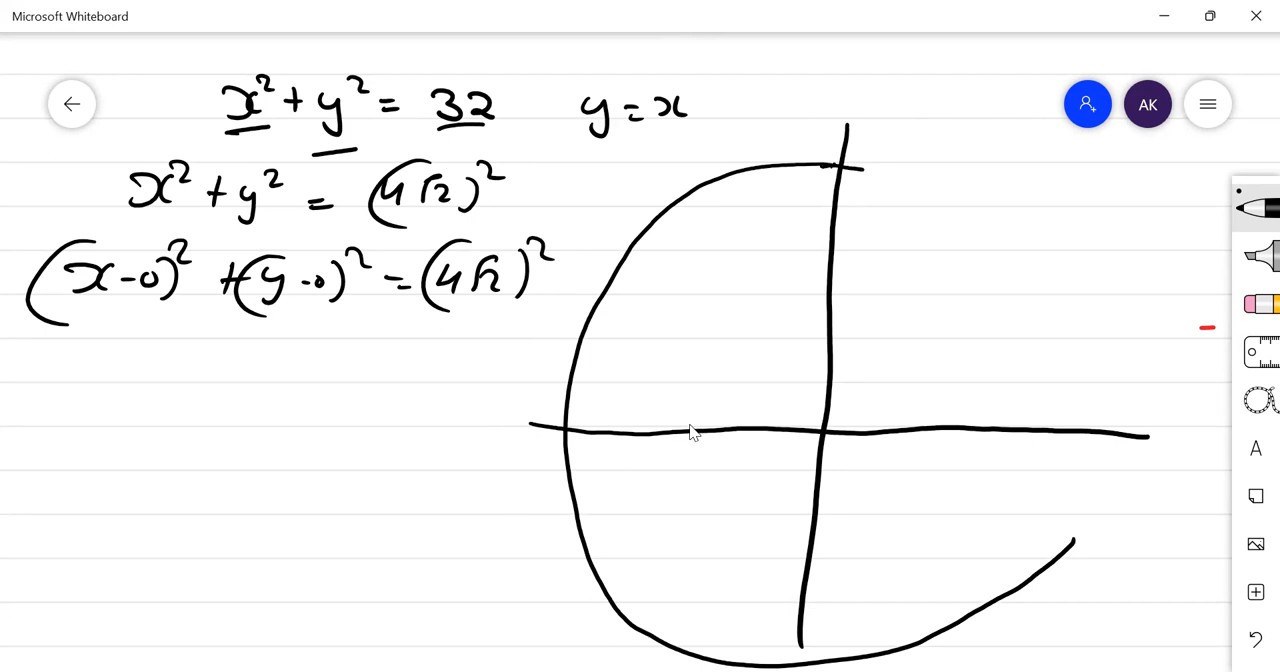 Microsoft Whiteboard
x² + y² = 32 y = x
AK
x² + y² = (4√2)²
(x-0)² + (y-0)² = (4√2)²
A